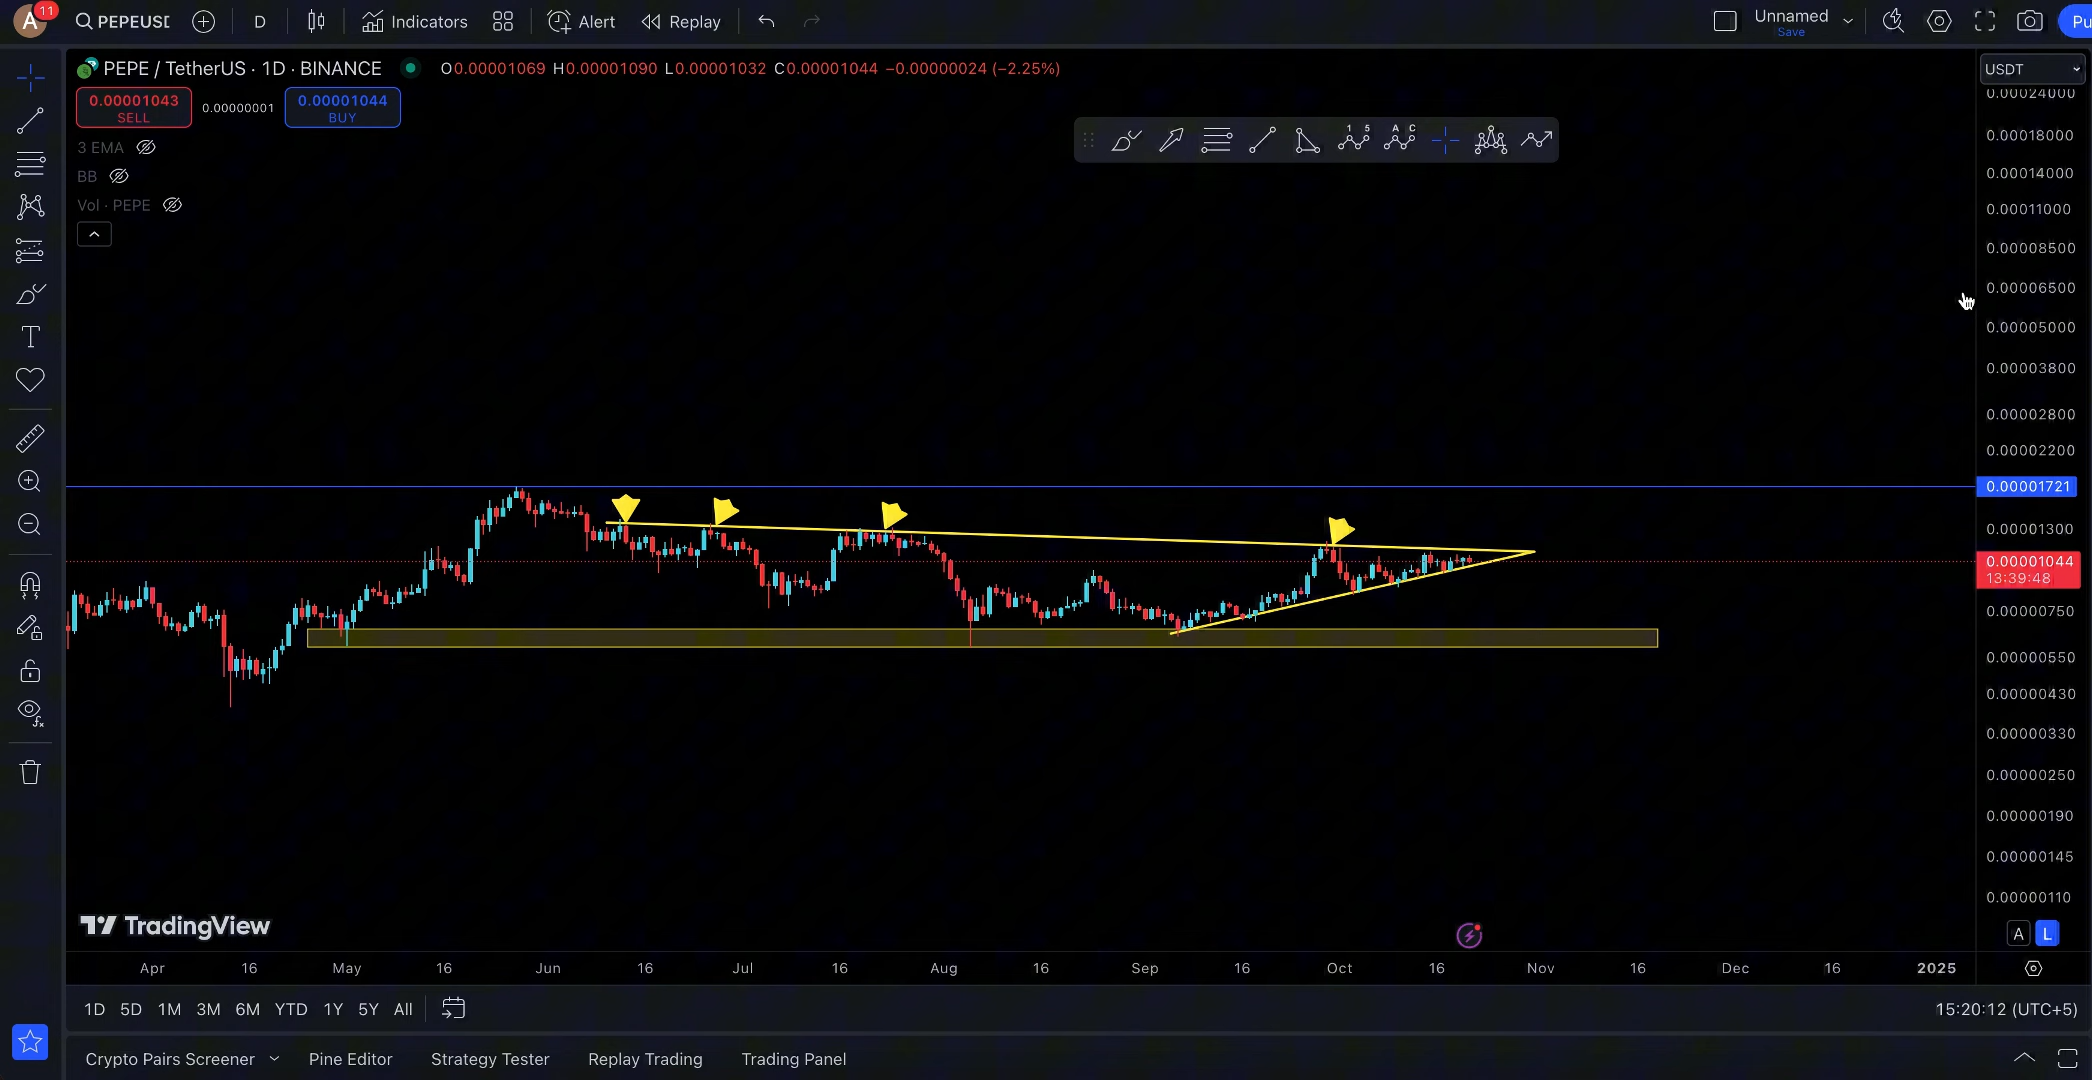 A 11 PEPEUSD D Indicators Alert Replay Unnamed Save Pu
PEPE / TetherUS · 1D · BINANCE O0.00001069 H0.00001090 L0.00001032 C0.00001044 −0.00000024 (−2.25%)
USDT
0.00001043 SELL 0.00000001 0.00001044 BUY
3 EMA
BB
Vol · PEPE
1 5 A C
0.00024000
0.00018000
0.00014000
0.00011000
0.00008500
0.00006500
0.00005000
0.00003800
0.00002800
0.00002200
0.00001721
0.00001300
0.00001044
13:39:48
0.00000750
0.00000550
0.00000430
0.00000330
0.00000250
0.00000190
0.00000145
0.00000110
TradingView
A L
Apr 16 May 16 Jun 16 Jul 16 Aug 16 Sep 16 Oct 16 Nov 16 Dec 16 2025
1D 5D 1M 3M 6M YTD 1Y 5Y All 15:20:12 (UTC+5)
Crypto Pairs Screener Pine Editor Strategy Tester Replay Trading Trading Panel